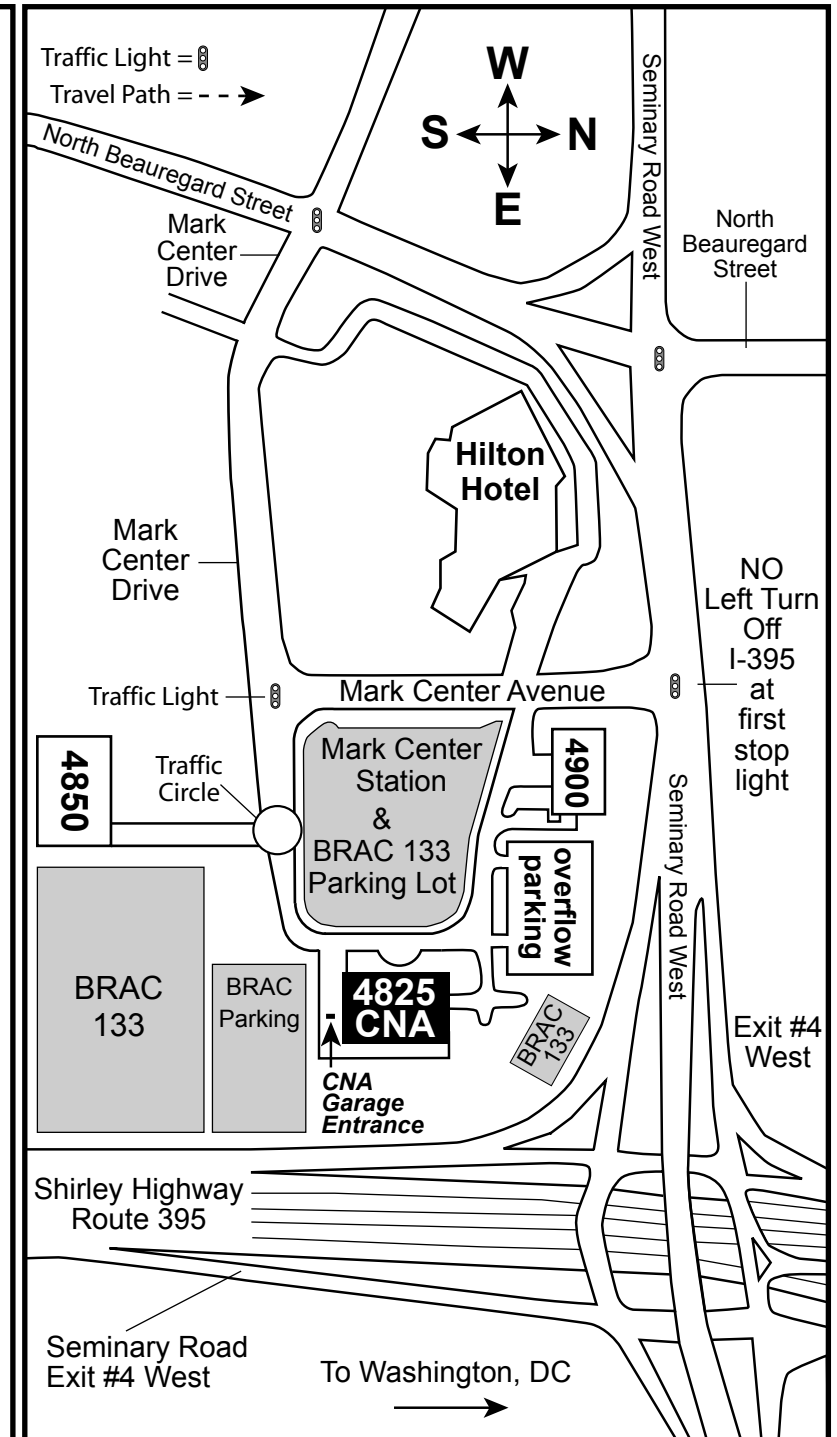 Traffic Light =
Travel Path =
W
S
N
E
Seminary Road West
North Beauregard Street
Mark
Center
Drive
North
Beauregard
Street
Hilton
Hotel
Mark
Center
Drive
NO
Left Turn
Off
I-395
at
first
stop
light
Traffic Light
Mark Center Avenue
4850
Traffic
Circle
Mark Center
Station
&
BRAC 133
Parking Lot
4900
overflow
parking
Seminary Road West
BRAC
133
BRAC
Parking
4825
CNA
BRAC
133
Exit #4
West
CNA
Garage
Entrance
Shirley Highway
Route 395
Seminary Road
Exit #4 West
To Washington, DC